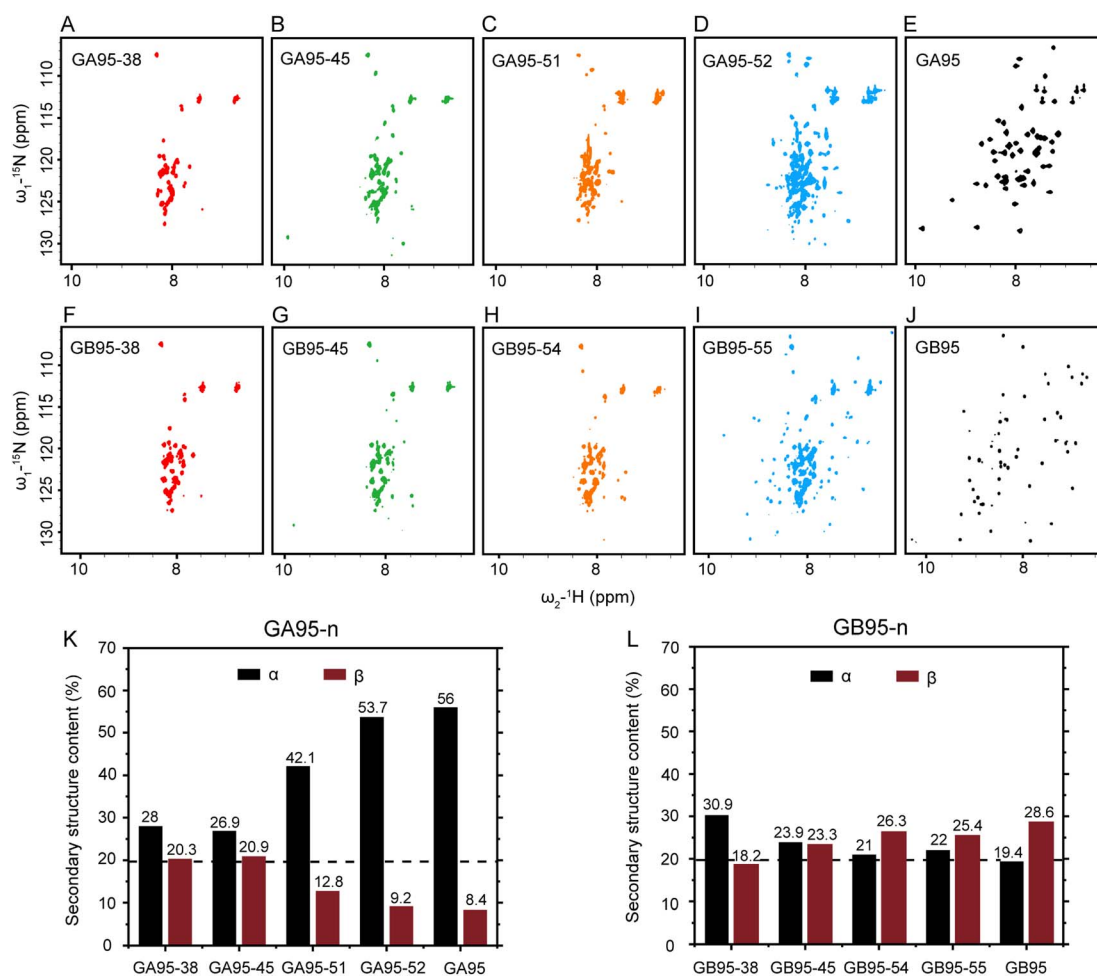 A B C D E
GA95-38 GA95-45 GA95-51 GA95-52 GA95
ω₁-¹⁵N (ppm)
110
115
120
125
130
10 8 10 8 10 8 10 8 10 8
F G H I J
GB95-38 GB95-45 GB95-54 GB95-55 GB95
ω₁-¹⁵N (ppm)
110
115
120
125
130
10 8 10 8 10 8 10 8 10 8
ω₂-¹H (ppm)
K GA95-n
Secondary structure content (%)
70
60
50
40
30
20
10
0
α β
28 20.3 26.9 20.9 42.1 12.8 53.7 9.2 56 8.4
GA95-38 GA95-45 GA95-51 GA95-52 GA95
L GB95-n
Secondary structure content (%)
70
60
50
40
30
20
10
0
α β
30.9 18.2 23.9 23.3 21 26.3 22 25.4 19.4 28.6
GB95-38 GB95-45 GB95-54 GB95-55 GB95